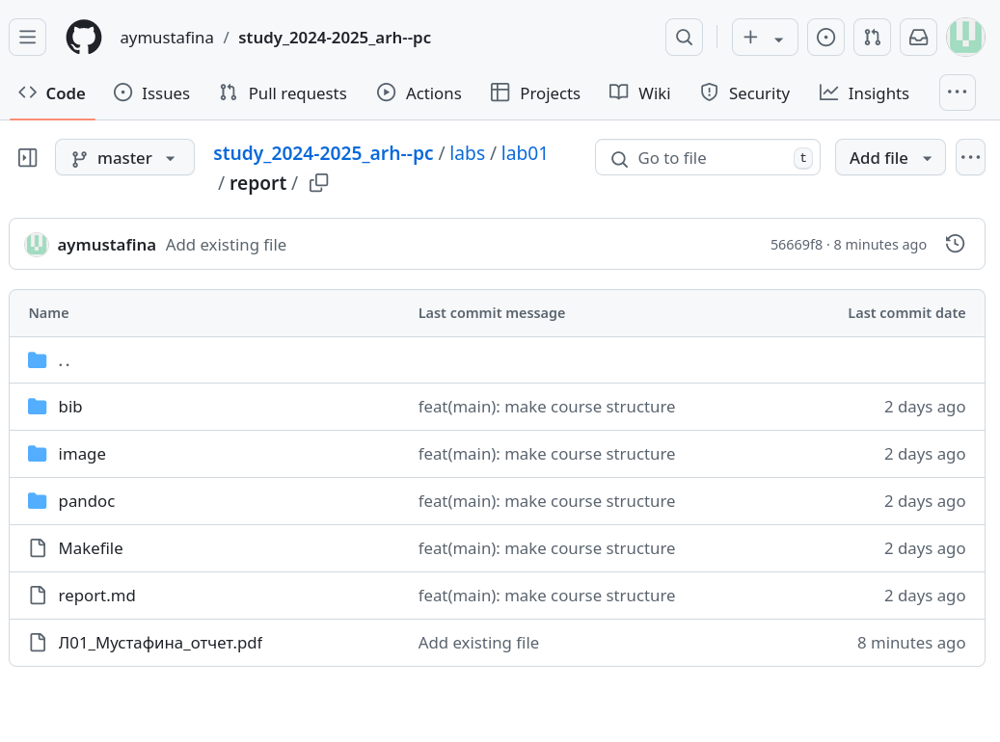 aymustafina / study_2024-2025_arh--pc
Code Issues Pull requests Actions Projects Wiki Security Insights
master study_2024-2025_arh--pc / labs / lab01 Go to file t Add file
/ report /
aymustafina Add existing file 56669f8 · 8 minutes ago
Name Last commit message Last commit date
..
bib feat(main): make course structure 2 days ago
image feat(main): make course structure 2 days ago
pandoc feat(main): make course structure 2 days ago
Makefile feat(main): make course structure 2 days ago
report.md feat(main): make course structure 2 days ago
Л01_Мустафина_отчет.pdf Add existing file 8 minutes ago